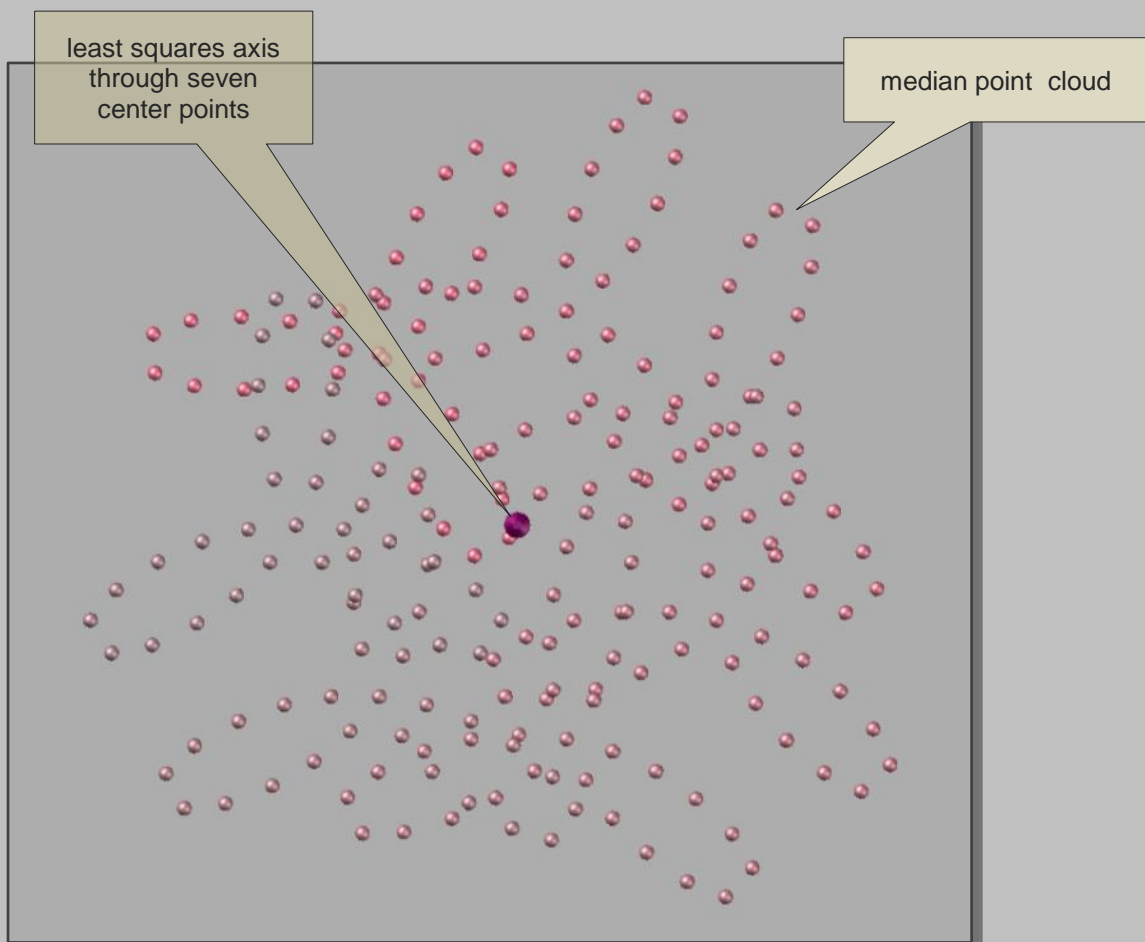 least squares axis
through seven
center points
median point cloud